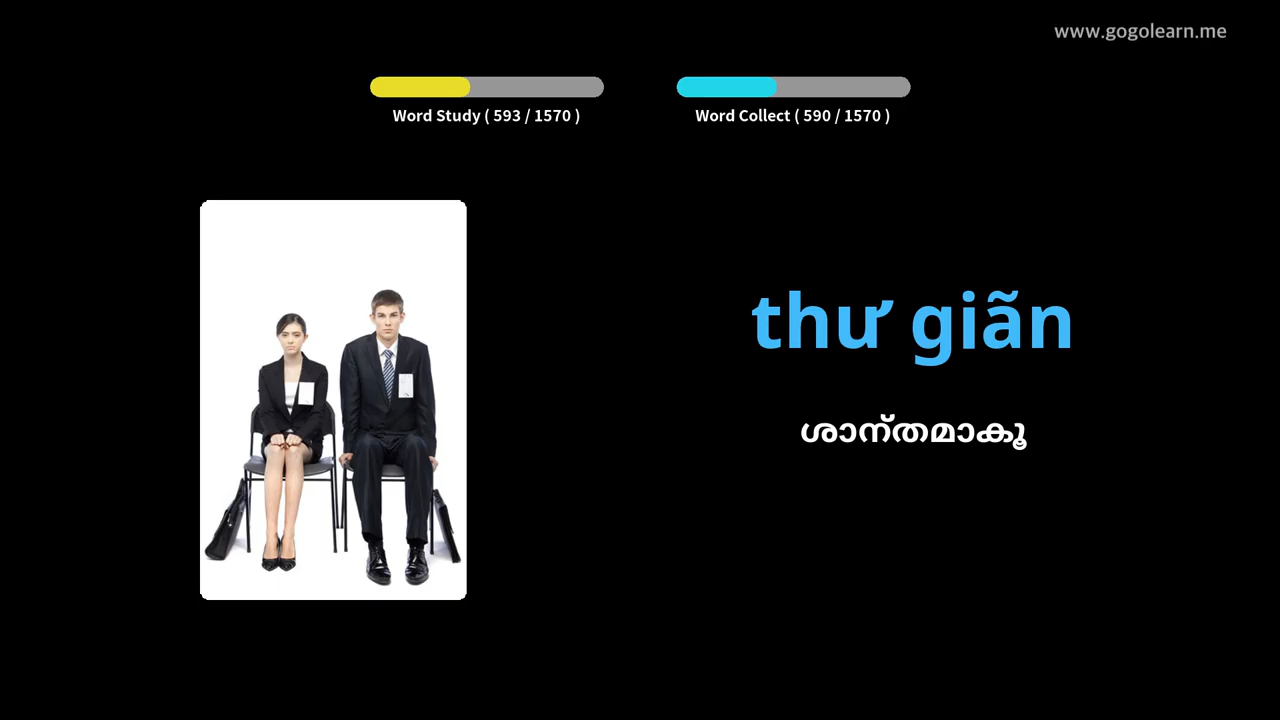 www.gogolearn.me
Word Study ( 593 / 1570 )
Word Collect ( 590 / 1570 )
thư giãn
ശാന്തമാകൂ